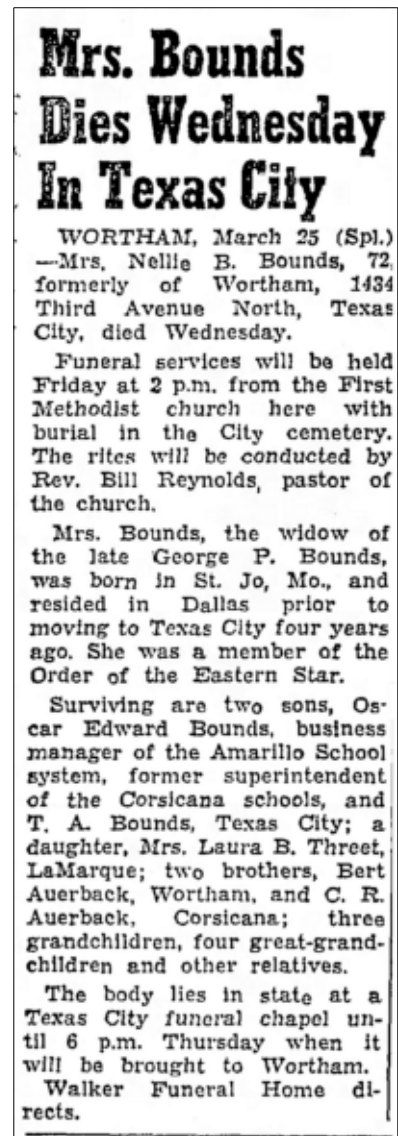 Mrs. Bounds
Dies Wednesday
In Texas City
WORTHAM, March 25 (Spl.)
—Mrs. Nellie B. Bounds, 72,
formerly of Wortham, 1434
Third Avenue North, Texas
City, died Wednesday.
Funeral services will be held
Friday at 2 p.m. from the First
Methodist church here with
burial in the City cemetery.
The rites will be conducted by
Rev. Bill Reynolds, pastor of
the church.
Mrs. Bounds, the widow of
the late George P. Bounds,
was born in St. Jo, Mo., and
resided in Dallas prior to
moving to Texas City four years
ago. She was a member of the
Order of the Eastern Star.
Surviving are two sons, Os-
car Edward Bounds, business
manager of the Amarillo School
system, former superintendent
of the Corsicana schools, and
T. A. Bounds, Texas City; a
daughter, Mrs. Laura B. Threet,
LaMarque; two brothers, Bert
Auerback, Wortham, and C. R.
Auerback, Corsicana; three
grandchildren, four great-grand-
children and other relatives.
The body lies in state at a
Texas City funeral chapel un-
til 6 p.m. Thursday when it
will be brought to Wortham.
Walker Funeral Home di-
rects.